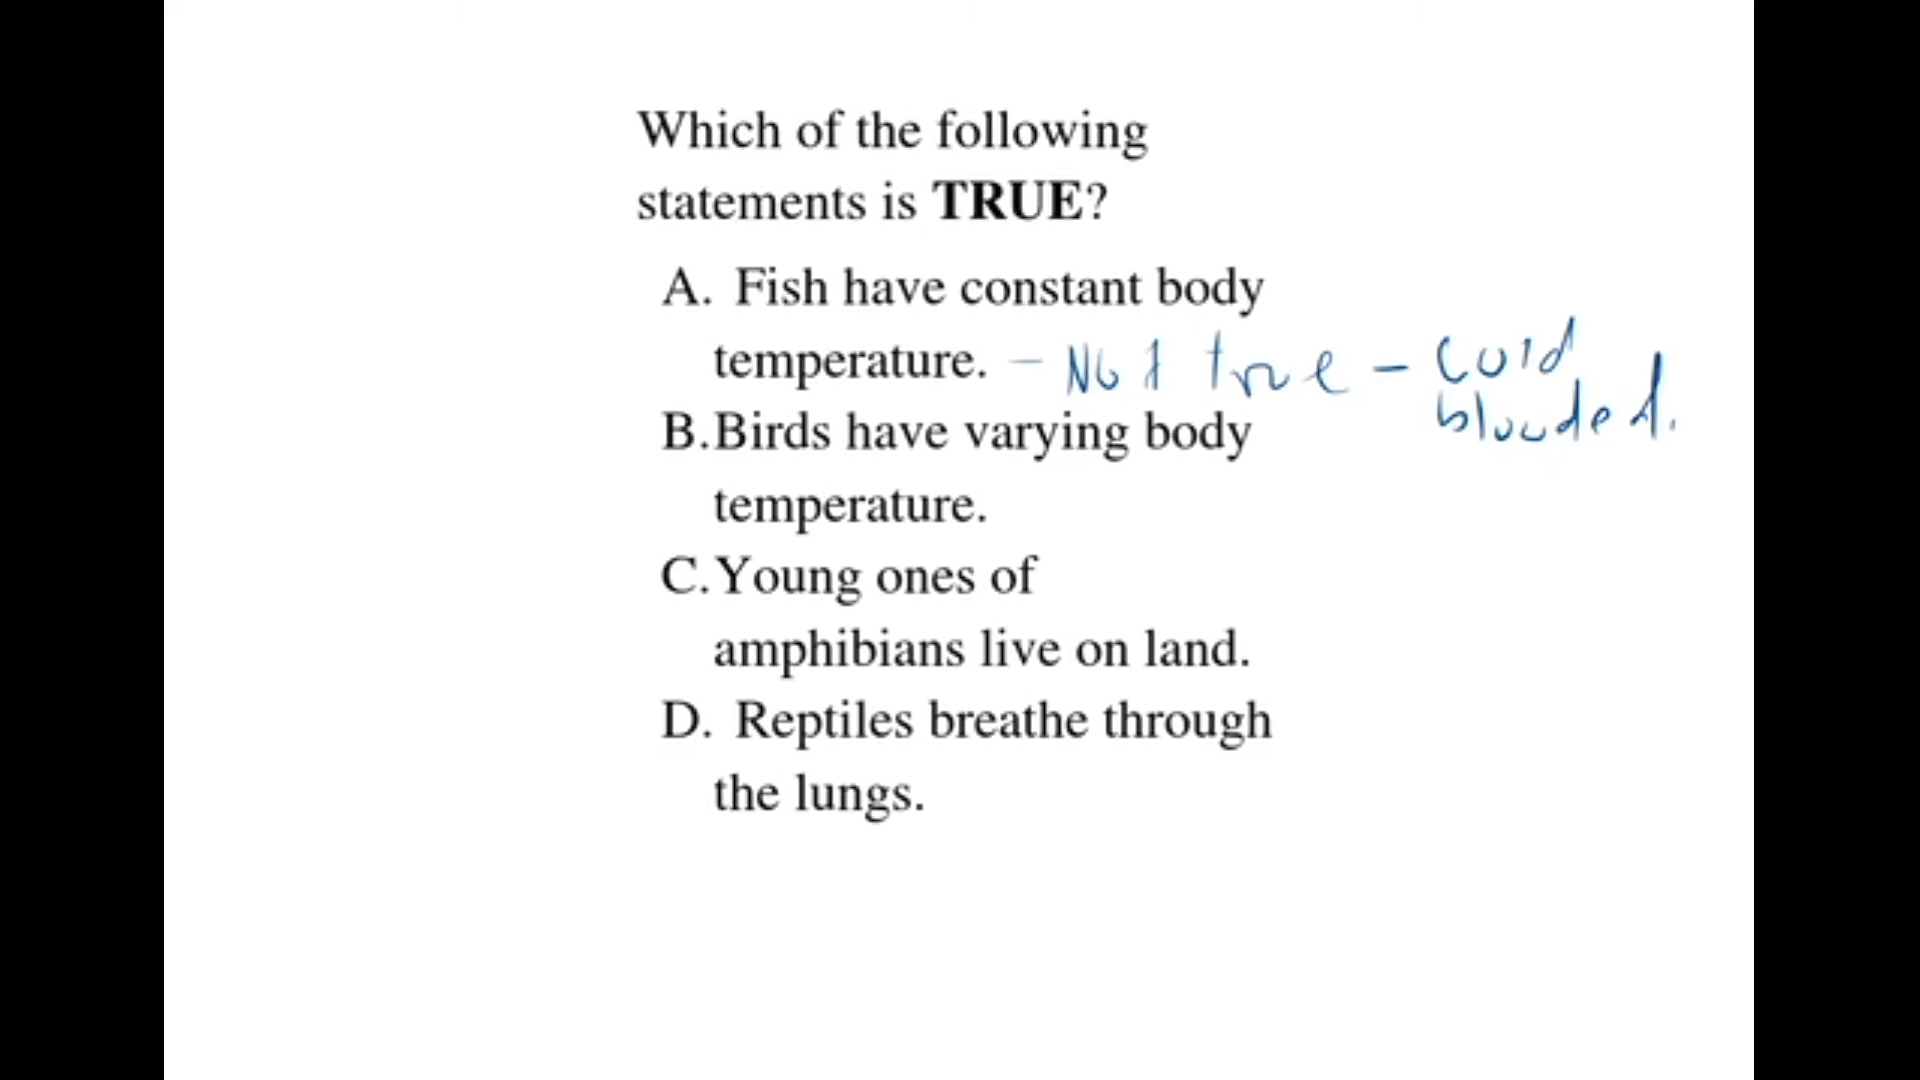 Which of the following
statements is TRUE?
A. Fish have constant body
temperature. - Not true - cold
blooded.
B.Birds have varying body
temperature.
C.Young ones of
amphibians live on land.
D. Reptiles breathe through
the lungs.